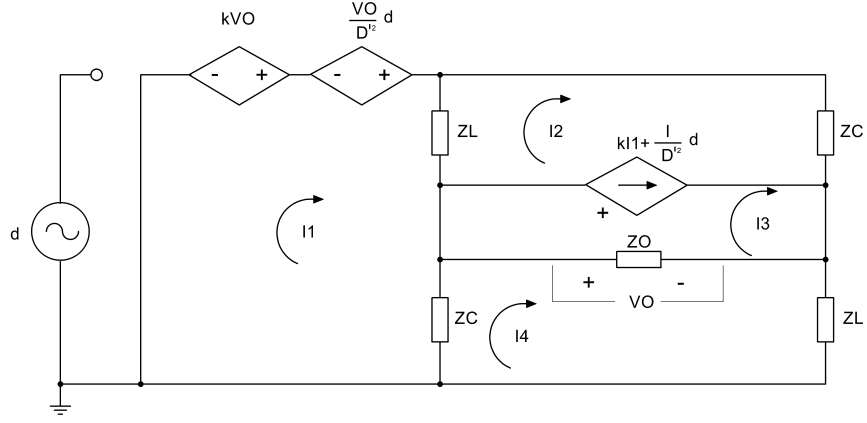 kVO
VO
D'² d
- +
- +
ZL
I2
ZC
kI1+ I d
D'²
+
d
I1
I3
ZO
+ -
VO
ZC
I4
ZL